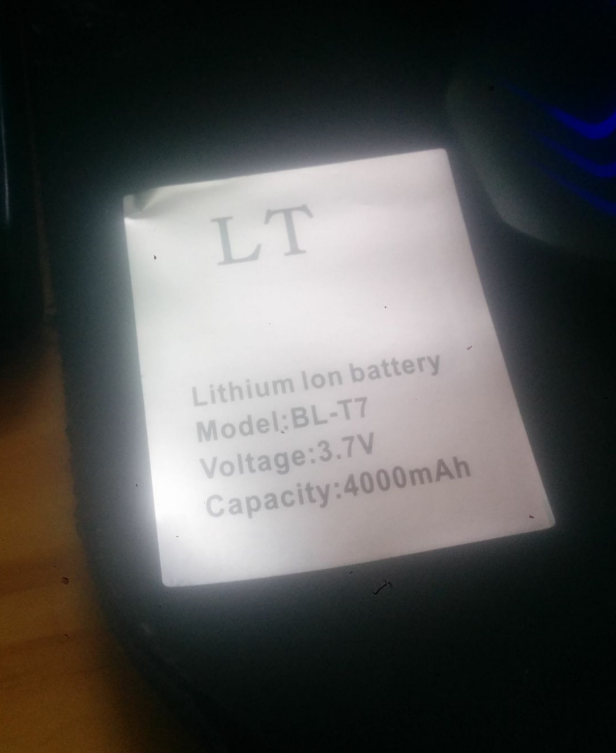 LT
Lithium Ion battery
Model:BL-T7
Voltage:3.7V
Capacity:4000mAh